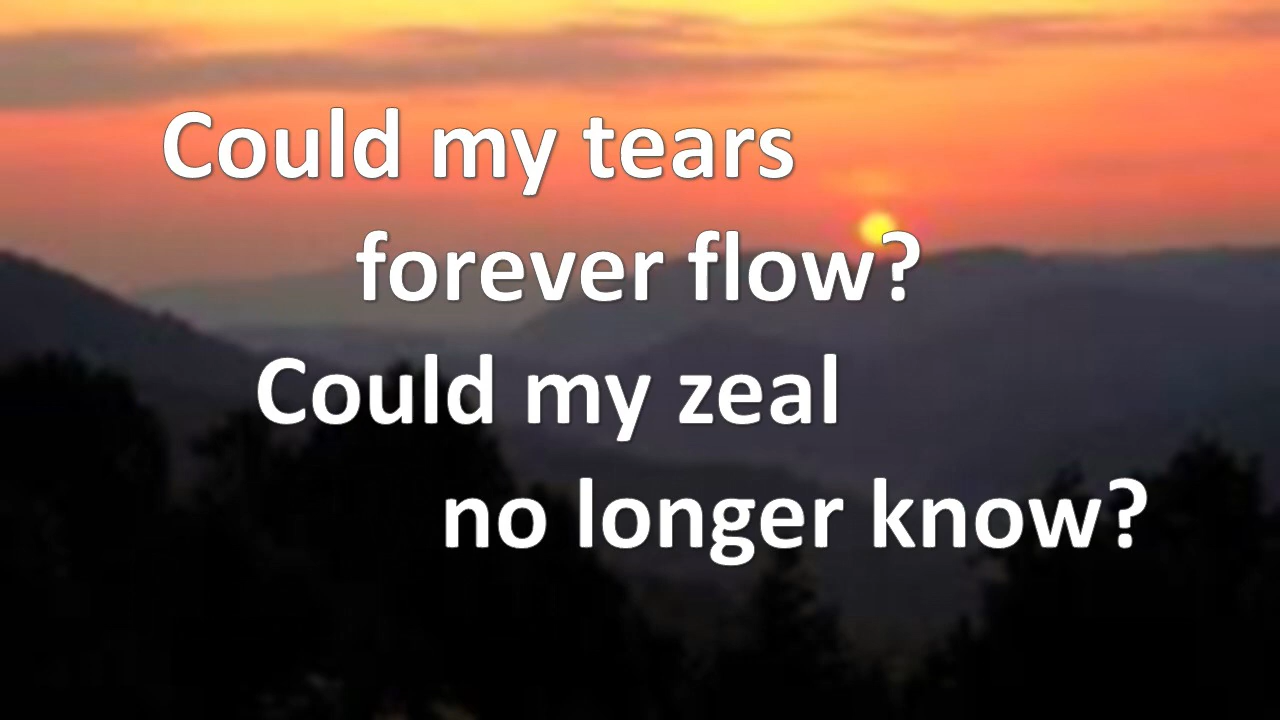 Could my tears
forever flow?
Could my zeal
no longer know?